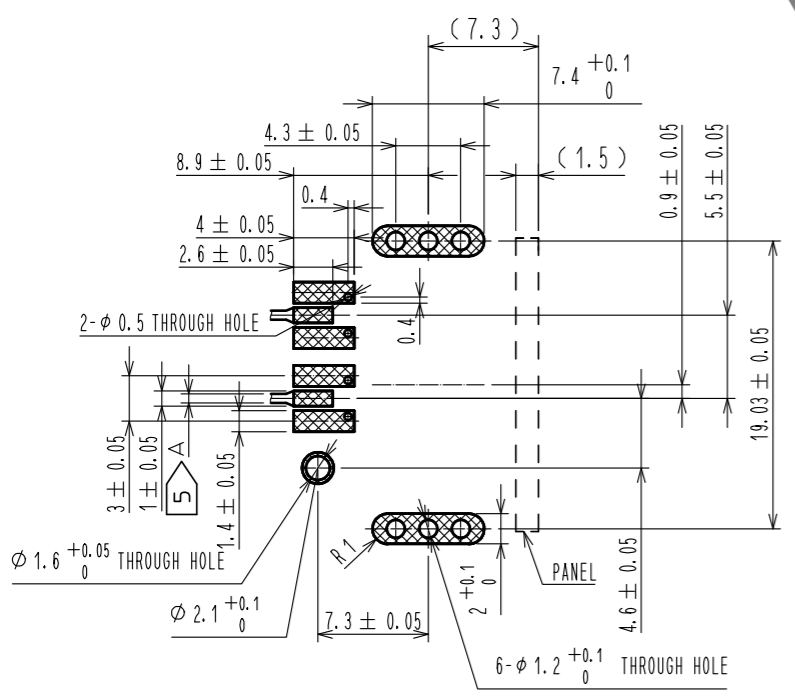 (7.3)
7.4 +0.1 0
4.3 ± 0.05
8.9 ± 0.05
(1.5)
0.4
4 ± 0.05
2.6 ± 0.05
0.9 ± 0.05
5.5 ± 0.05
2-φ 0.5 THROUGH HOLE
0.4
19.03 ± 0.05
3 ± 0.05
1 ± 0.05
5
A
1.4 ± 0.05
φ 1.6 +0.05 0 THROUGH HOLE
R1
2 +0.1 0
PANEL
4.6 ± 0.05
φ 2.1 +0.1 0
7.3 ± 0.05
6-φ 1.2 +0.1 0 THROUGH HOLE